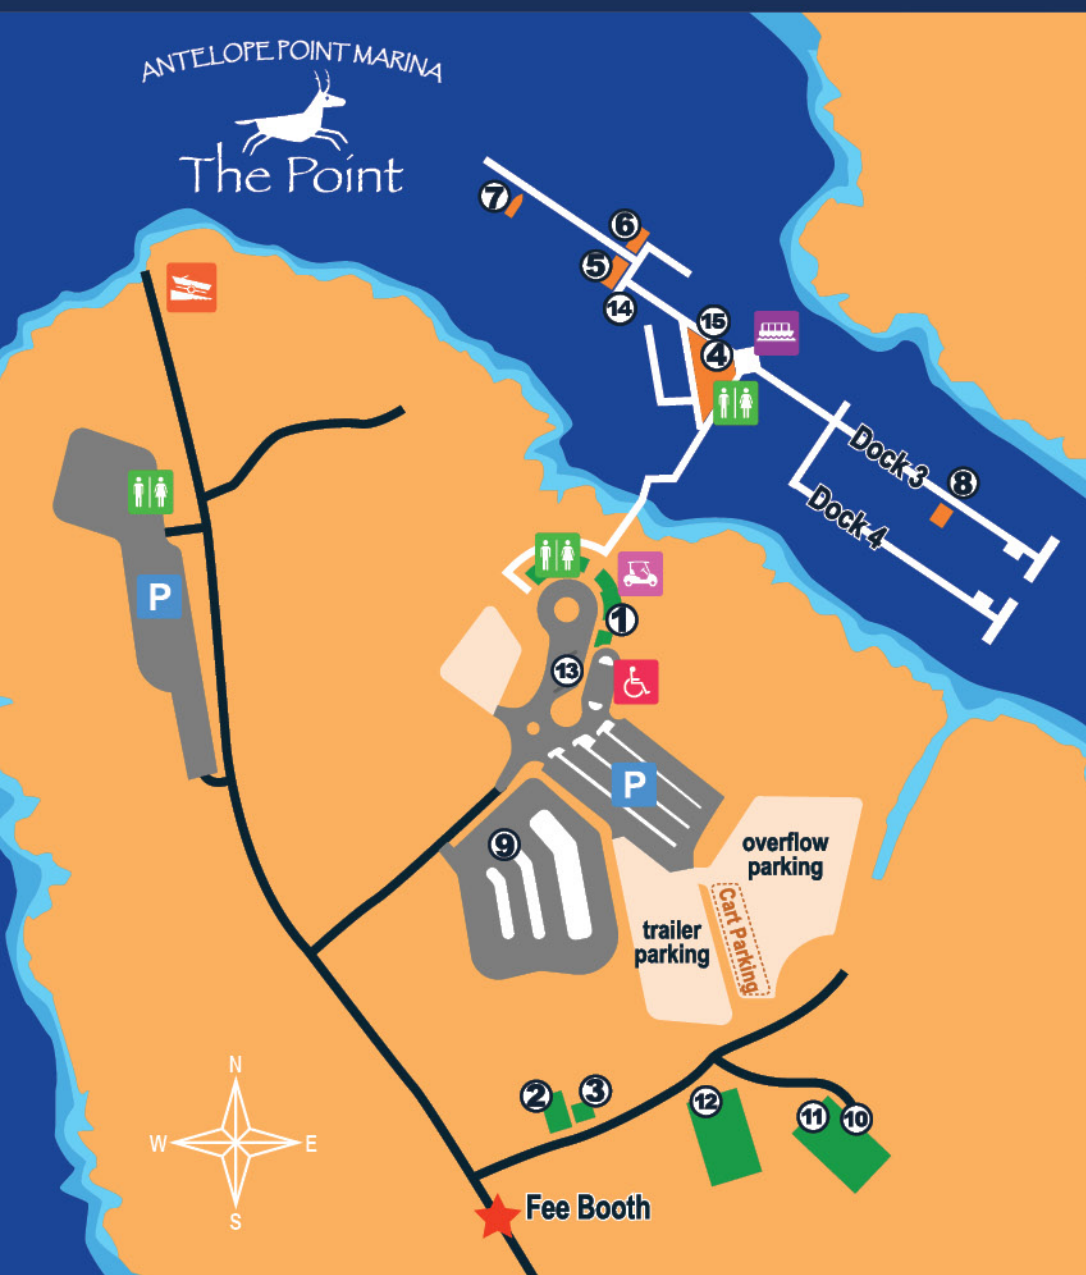 ANTELOPE POINT MARINA
The Point
7
6
5
14
15
4
Dock 3
8
Dock 4
P
1
13
P
9
overflow
parking
Cart Parking
trailer
parking
N
W
E
S
2
3
12
11
10
Fee Booth